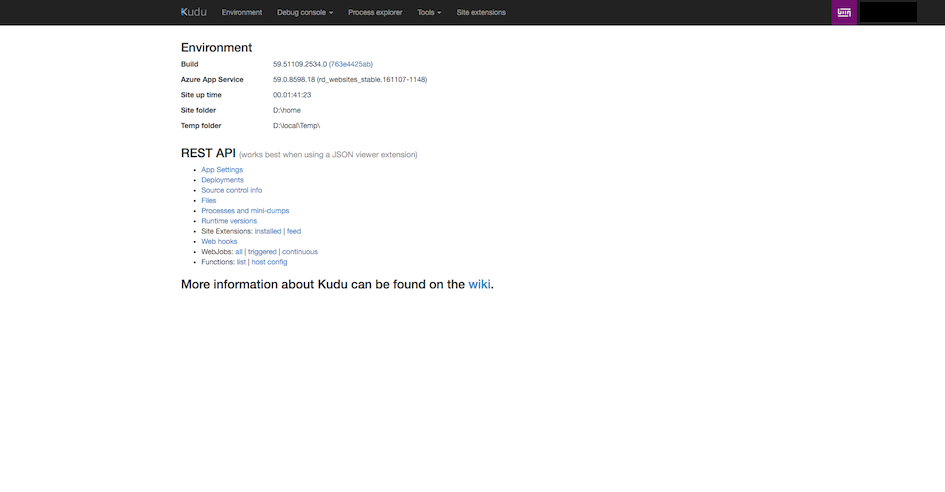 Kudu Environment Debug console Process explorer Tools Site extensions
Environment
Build 59.51109.2534.0 (763e4425ab)
Azure App Service 59.0.8598.18 (rd_websites_stable.161107-1148)
Site up time 00.01:41:23
Site folder D:\home
Temp folder D:\local\Temp\
REST API (works best when using a JSON viewer extension)
App Settings
Deployments
Source control info
Files
Processes and mini-dumps
Runtime versions
Site Extensions: installed | feed
Web hooks
WebJobs: all | triggered | continuous
Functions: list | host config
More information about Kudu can be found on the wiki.